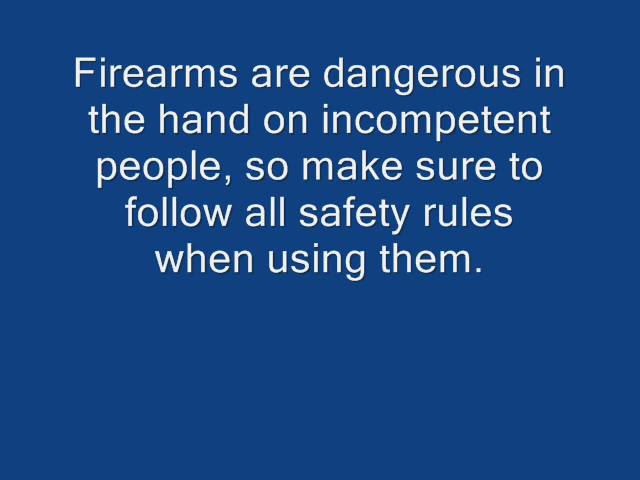 Firearms are dangerous in
the hand on incompetent
people, so make sure to
follow all safety rules
when using them.